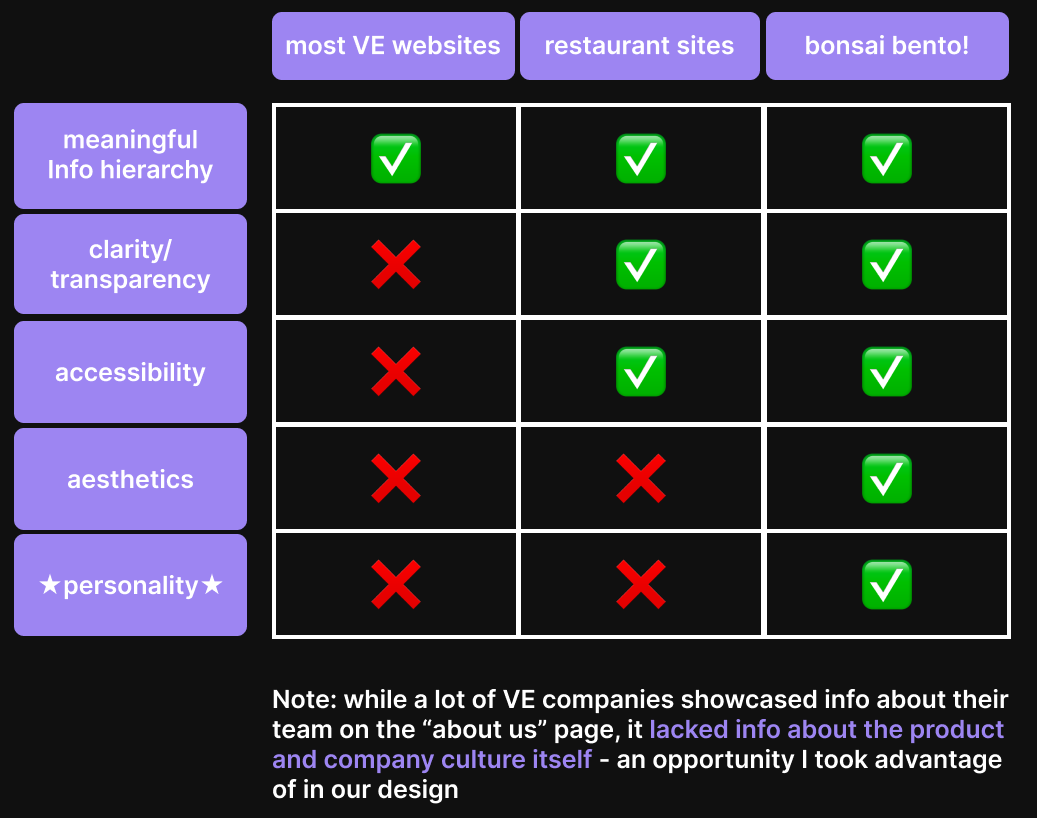 most VE websites
restaurant sites
bonsai bento!
meaningful
Info hierarchy
clarity/
transparency
accessibility
aesthetics
★personality★
Note: while a lot of VE companies showcased info about their
team on the “about us” page, it lacked info about the product
and company culture itself - an opportunity I took advantage
of in our design